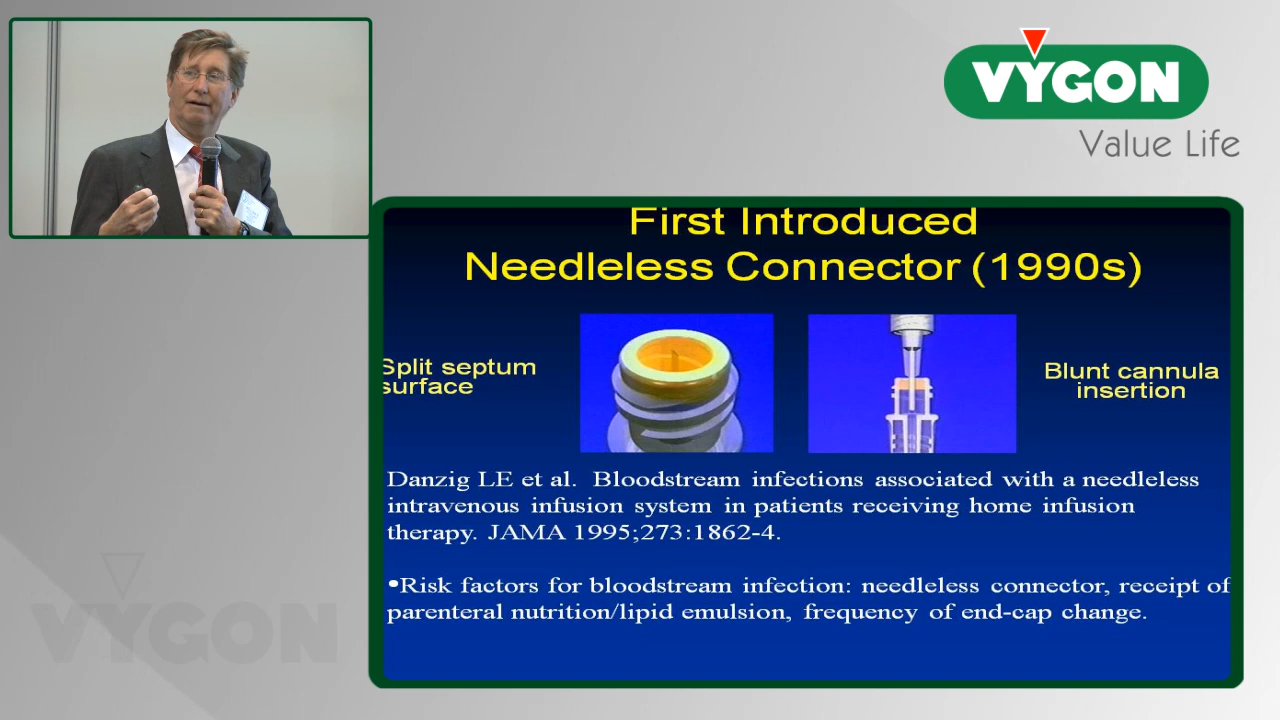 VYGON
Value Life
First Introduced
Needleless Connector (1990s)
Split septum
surface
Blunt cannula
insertion
Danzig LE et al. Bloodstream infections associated with a needleless
intravenous infusion system in patients receiving home infusion
therapy. JAMA 1995;273:1862-4.
•Risk factors for bloodstream infection: needleless connector, receipt of
parenteral nutrition/lipid emulsion, frequency of end-cap change.
VYGON